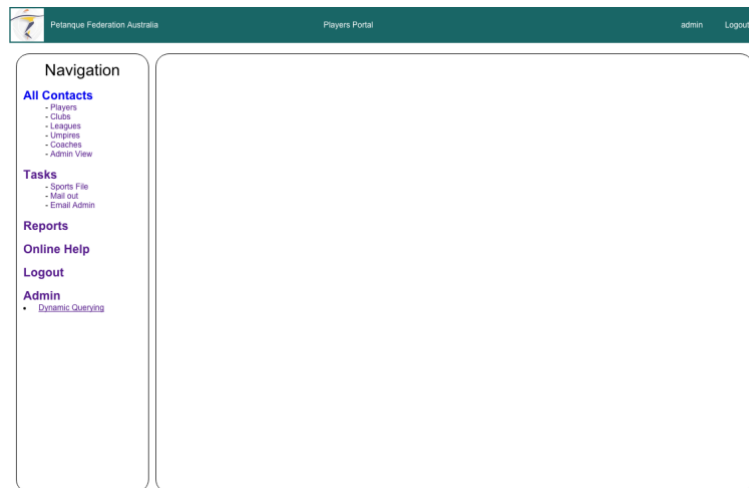 Petanque Federation Australia
Players Portal
admin
Logout
Navigation
All Contacts
- Players
- Clubs
- Leagues
- Umpires
- Coaches
- Admin View
Tasks
- Sports File
- Mail out
- Email Admin
Reports
Online Help
Logout
Admin
• Dynamic Querying